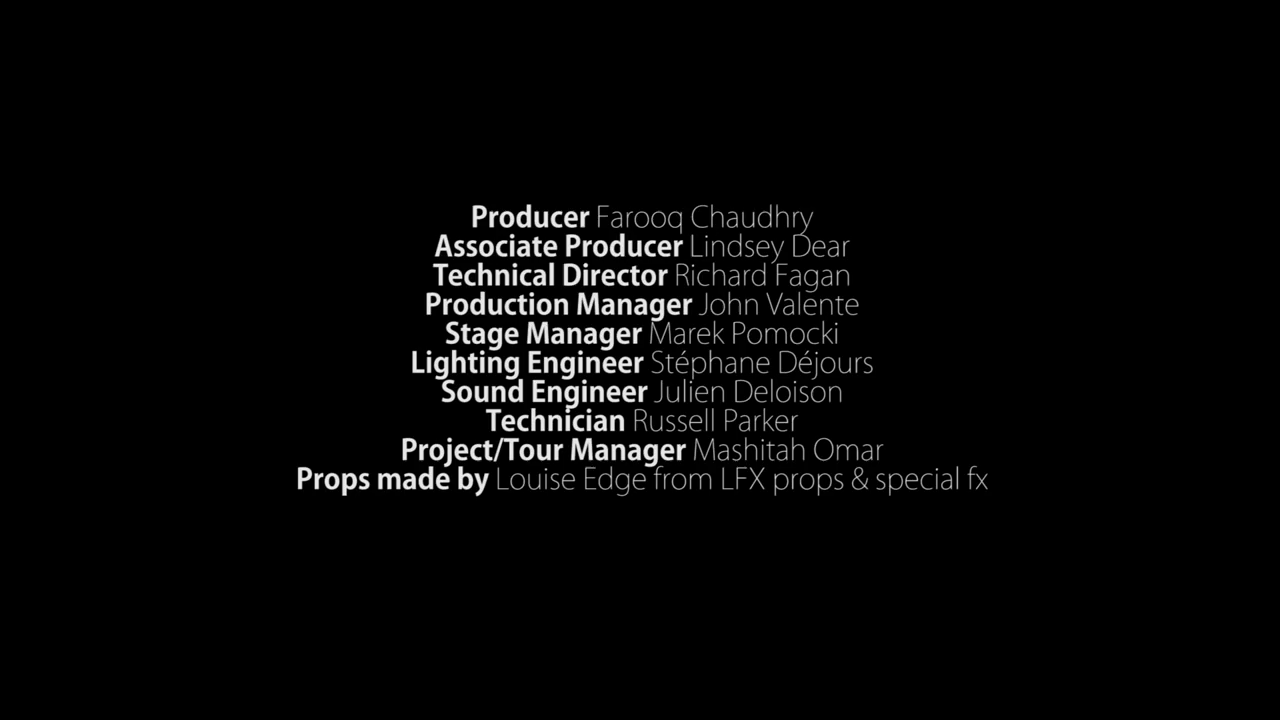 Producer Farooq Chaudhry
Associate Producer Lindsey Dear
Technical Director Richard Fagan
Production Manager John Valente
Stage Manager Marek Pomocki
Lighting Engineer Stéphane Déjours
Sound Engineer Julien Deloison
Technician Russell Parker
Project/Tour Manager Mashitah Omar
Props made by Louise Edge from LFX props & special fx